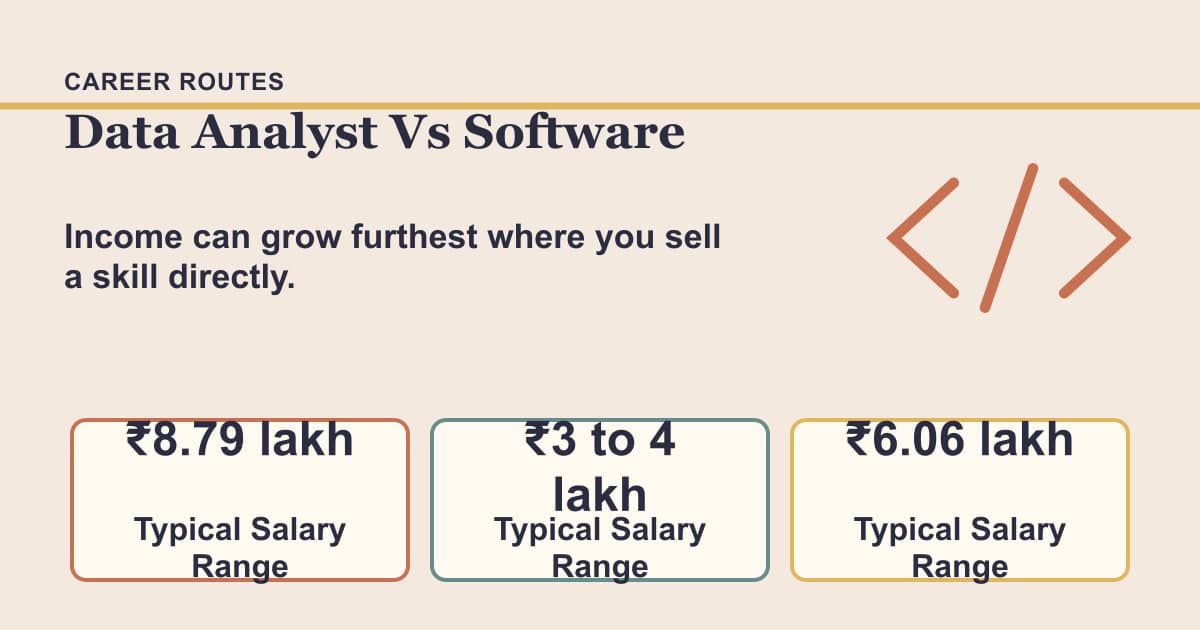 CAREER ROUTES
Data Analyst Vs Software
Income can grow furthest where you sell
a skill directly.
</>
₹8.79 lakh
Typical Salary
Range
₹3 to 4
lakh
Typical Salary
Range
₹6.06 lakh
Typical Salary
Range